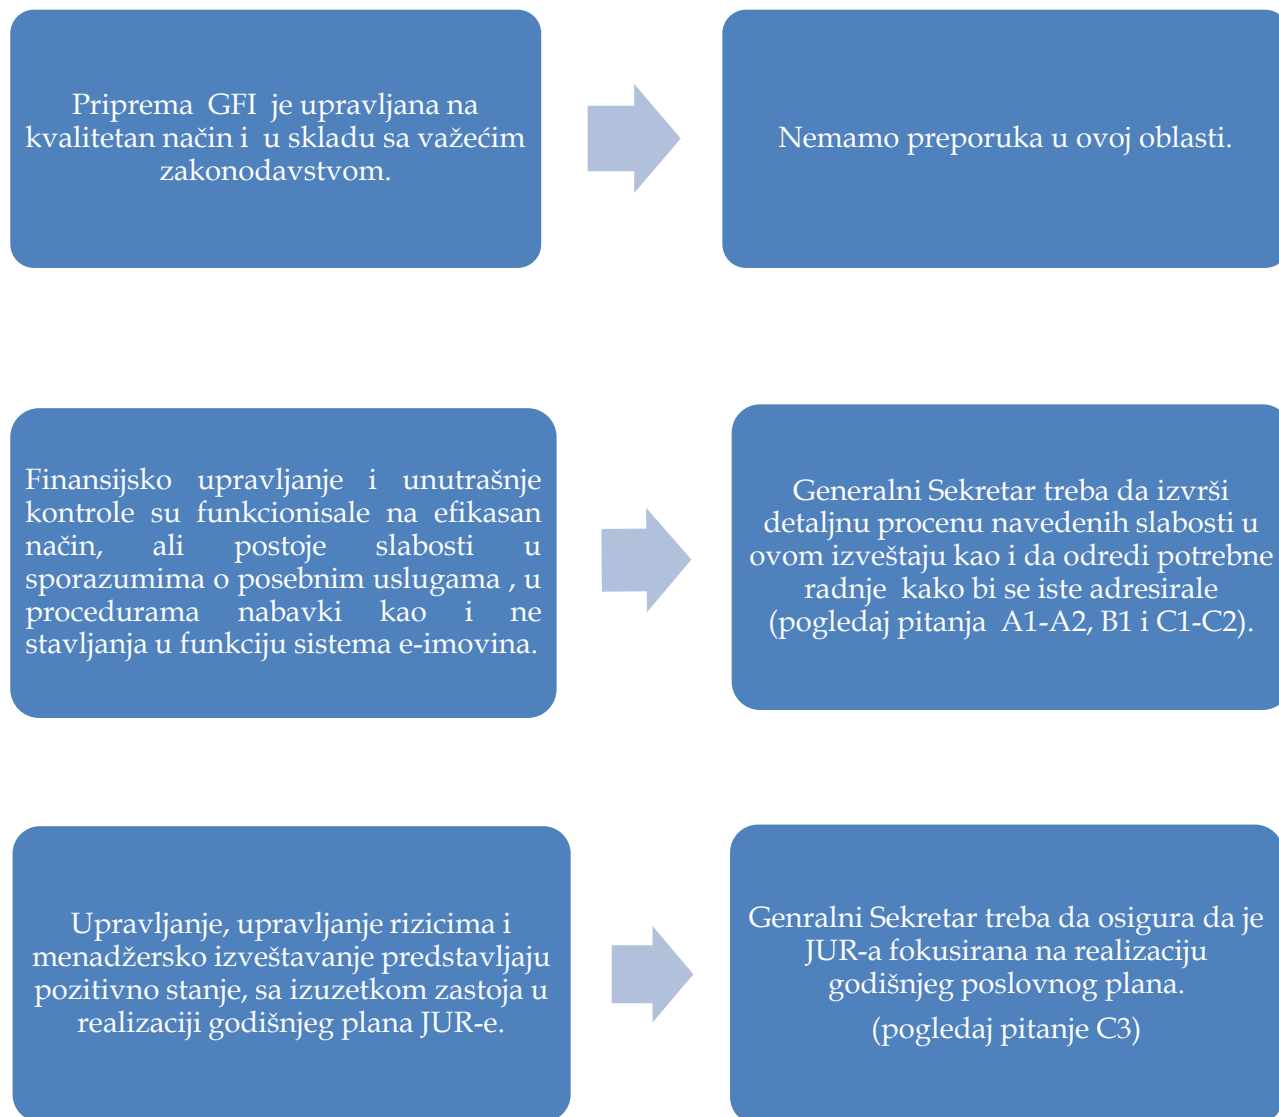 Priprema GFI je upravljana na
kvalitetan način i u skladu sa važećim
zakonodavstvom.
Nemamo preporuka u ovoj oblasti.
Finansijsko upravljanje i unutrašnje
kontrole su funkcionisale na efikasan
način, ali postoje slabosti u
sporazumima o posebnim uslugama , u
procedurama nabavki kao i ne
stavljanja u funkciju sistema e-imovina.
Generalni Sekretar treba da izvrši
detaljnu procenu navedenih slabosti u
ovom izveštaju kao i da odredi potrebne
radnje kako bi se iste adresirale
(pogledaj pitanja A1-A2, B1 i C1-C2).
Upravljanje, upravljanje rizicima i
menadžersko izveštavanje predstavljaju
pozitivno stanje, sa izuzetkom zastoja u
realizaciji godišnjeg plana JUR-e.
Genralni Sekretar treba da osigura da je
JUR-a fokusirana na realizaciju
godišnjeg poslovnog plana.
(pogledaj pitanje C3)